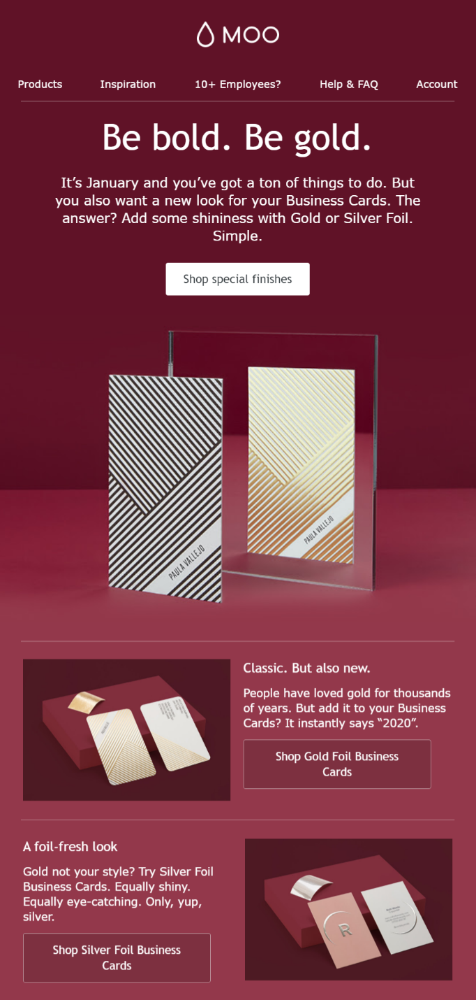 MOO
Products Inspiration 10+ Employees? Help & FAQ Account
Be bold. Be gold.
It’s January and you’ve got a ton of things to do. But
you also want a new look for your Business Cards. The
answer? Add some shininess with Gold or Silver Foil.
Simple.
Shop special finishes
PAULA VALLEJO
PAULA VALLEJO
Classic. But also new.
People have loved gold for thousands
of years. But add it to your Business
Cards? It instantly says “2020”.
Shop Gold Foil Business
Cards
A foil-fresh look
Gold not your style? Try Silver Foil
Business Cards. Equally shiny.
Equally eye-catching. Only, yup,
silver.
Shop Silver Foil Business
Cards
R